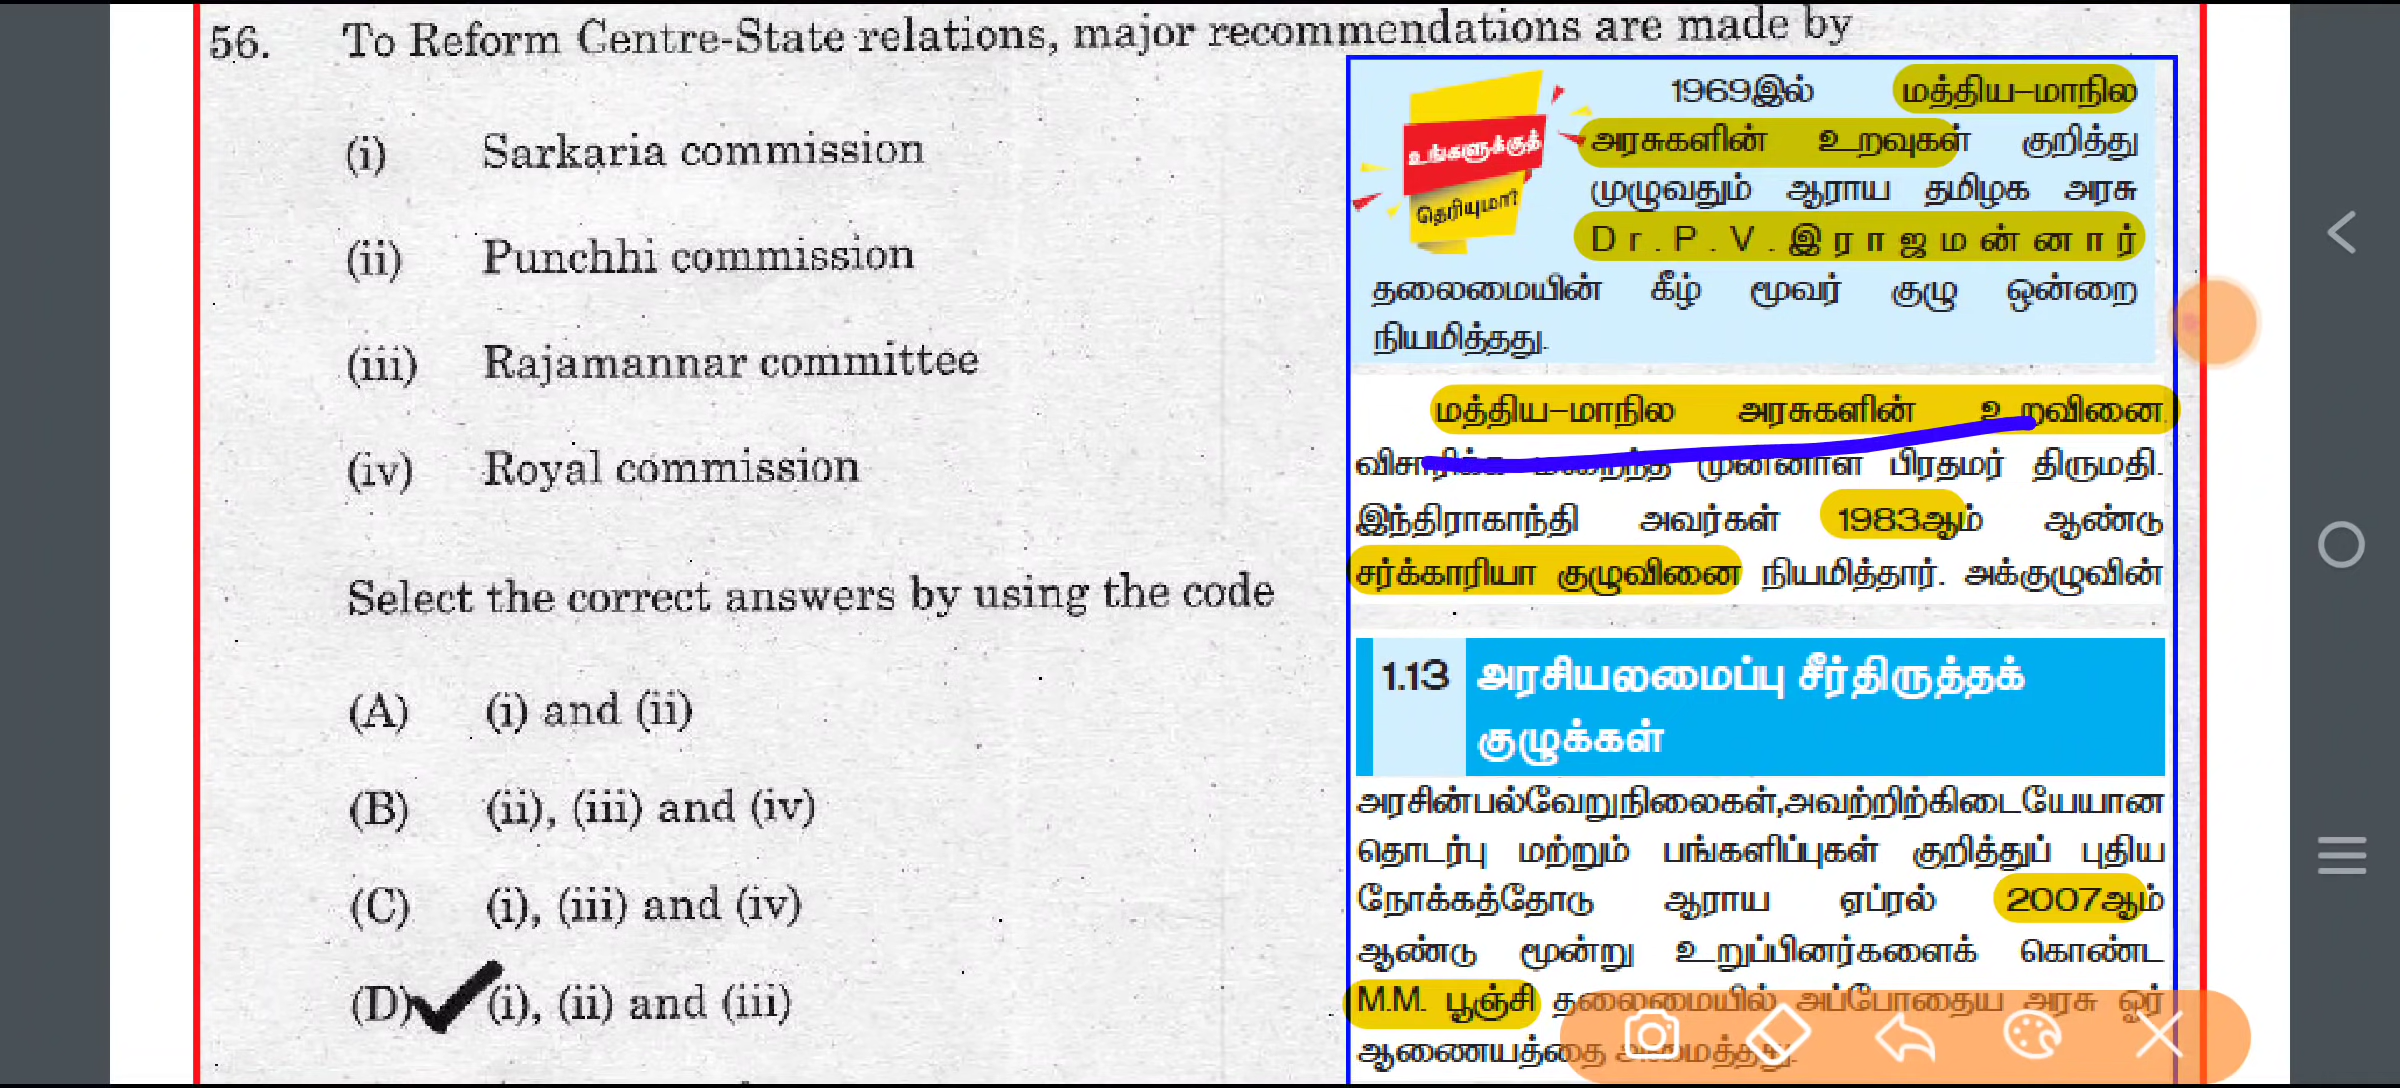 56. To Reform Centre-State relations, major recommendations are made by
(i) Sarkaria commission
(ii) Punchhi commission
(iii) Rajamannar committee
(iv) Royal commission
Select the correct answers by using the code
(A) (i) and (ii)
(B) (ii), (iii) and (iv)
(C) (i), (iii) and (iv)
(D) (i), (ii) and (iii)
உங்களுக்குத்
தெரியுமா?
1969இல் மத்திய–மாநில
அரசுகளின் உறவுகள் குறித்து
முழுவதும் ஆராய தமிழக அரசு
Dr.P.V.இராஜமன்னார்
தலைமையின் கீழ் மூவர் குழு ஒன்றை
நியமித்தது.
மத்திய–மாநில அரசுகளின் உறவினை
விசாரிக்க மறைந்த முன்னாள் பிரதமர் திருமதி.
இந்திராகாந்தி அவர்கள் 1983ஆம் ஆண்டு
சர்க்காரியா குழுவினை நியமித்தார். அக்குழுவின்
1.13 அரசியலமைப்பு சீர்திருத்தக்
குழுக்கள்
அரசின்பல்வேறுநிலைகள்,அவற்றிற்கிடையேயான
தொடர்பு மற்றும் பங்களிப்புகள் குறித்துப் புதிய
நோக்கத்தோடு ஆராய ஏப்ரல் 2007ஆம்
ஆண்டு மூன்று உறுப்பினர்களைக் கொண்ட
M.M. பூஞ்சி தலைமையில் அப்போதைய அரசு ஓர்
ஆணையத்தை அமைத்தது.